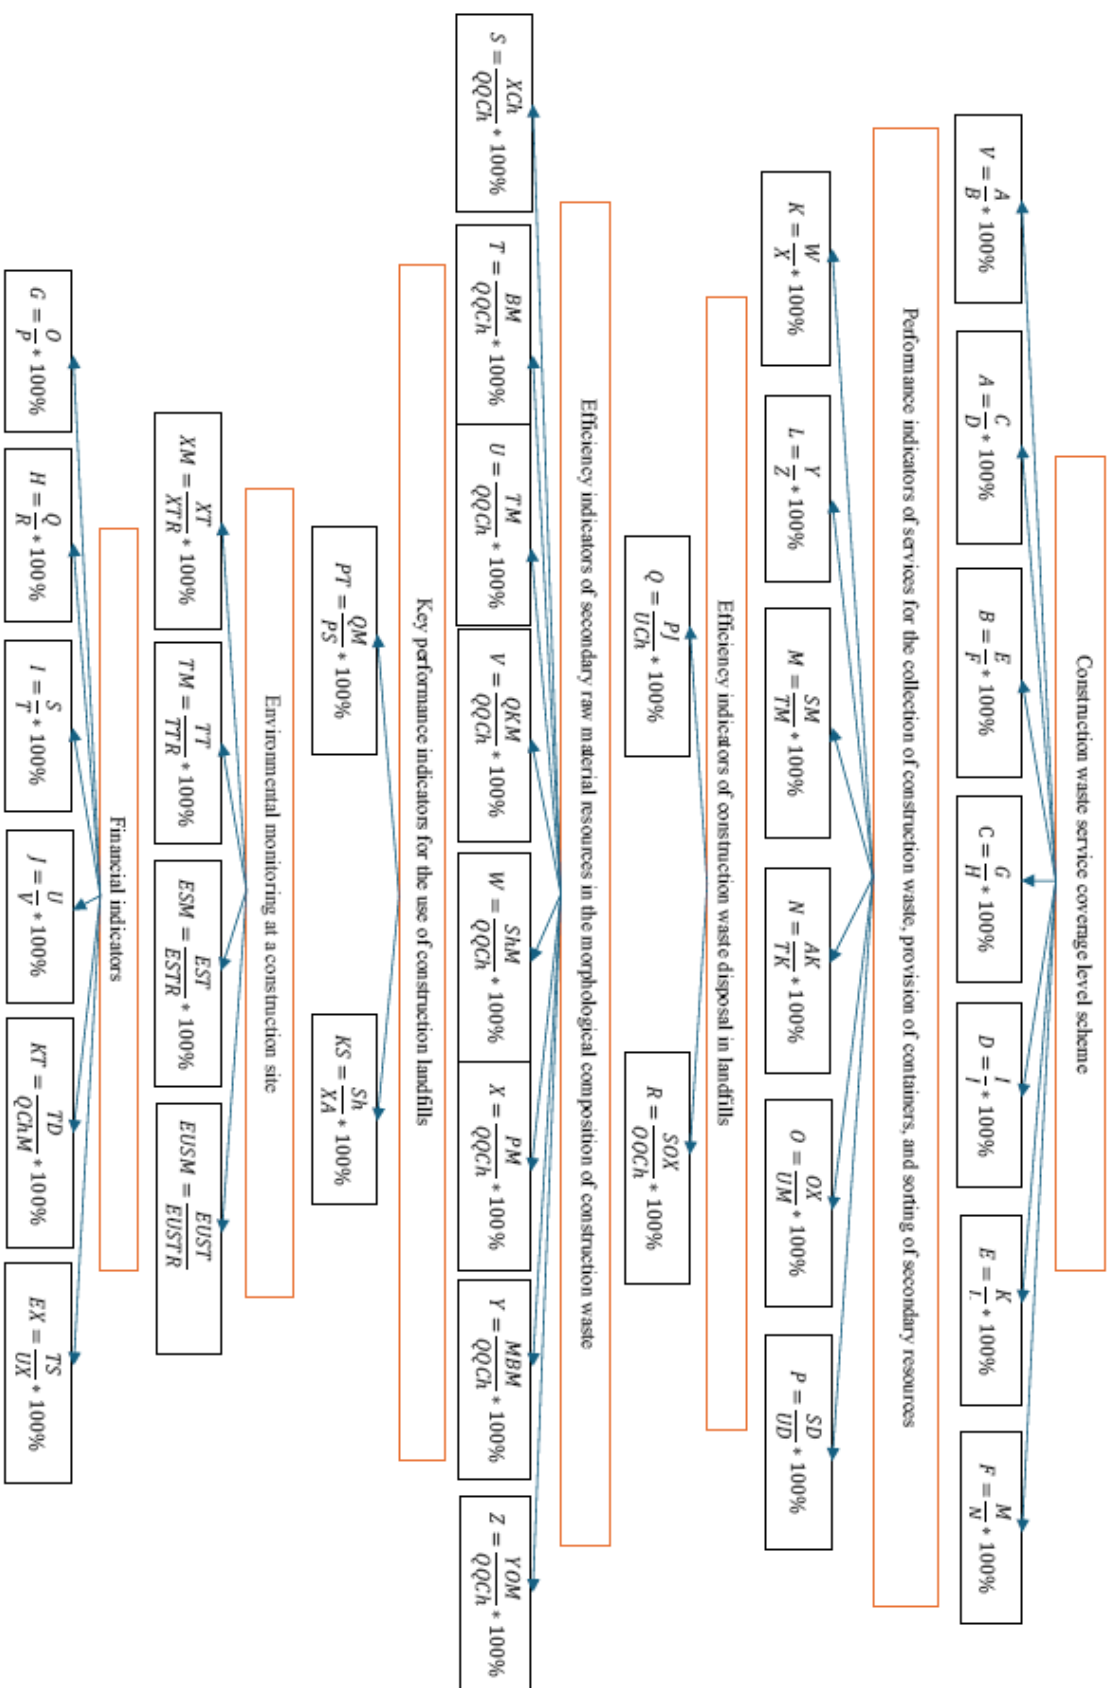 Construction waste service coverage level scheme
V = A/B * 100%
A = C/D * 100%
B = E/F * 100%
C = G/H * 100%
D = I/I * 100%
E = K/L * 100%
F = M/N * 100%
Performance indicators of services for the collection of construction waste, provision of containers, and sorting of secondary resources
K = W/X * 100%
L = Y/Z * 100%
M = SM/TM * 100%
N = AK/TK * 100%
O = OX/UM * 100%
P = SD/UD * 100%
Efficiency indicators of construction waste disposal in landfills
Q = PJ/UCh * 100%
R = SOX/OOCh * 100%
Efficiency indicators of secondary raw material resources in the morphological composition of construction waste
S = XCh/QQCh * 100%
T = BM/QQCh * 100%
U = TM/QQCh * 100%
V = QKM/QQCh * 100%
W = ShM/QQCh * 100%
X = PM/QQCh * 100%
Y = MBM/QQCh * 100%
Z = YOM/QQCh * 100%
Key performance indicators for the use of construction landfills
PT = QM/PS * 100%
KS = Sh/XA * 100%
Environmental monitoring at a construction site
XM = XT/XTR * 100%
TM = TT/TTR * 100%
ESM = EST/ESTR * 100%
EUSM = EUST/EUSTR
Financial indicators
G = O/P * 100%
H = Q/R * 100%
I = S/T * 100%
J = U/V * 100%
KT = TD/QChM * 100%
EX = TS/UX * 100%